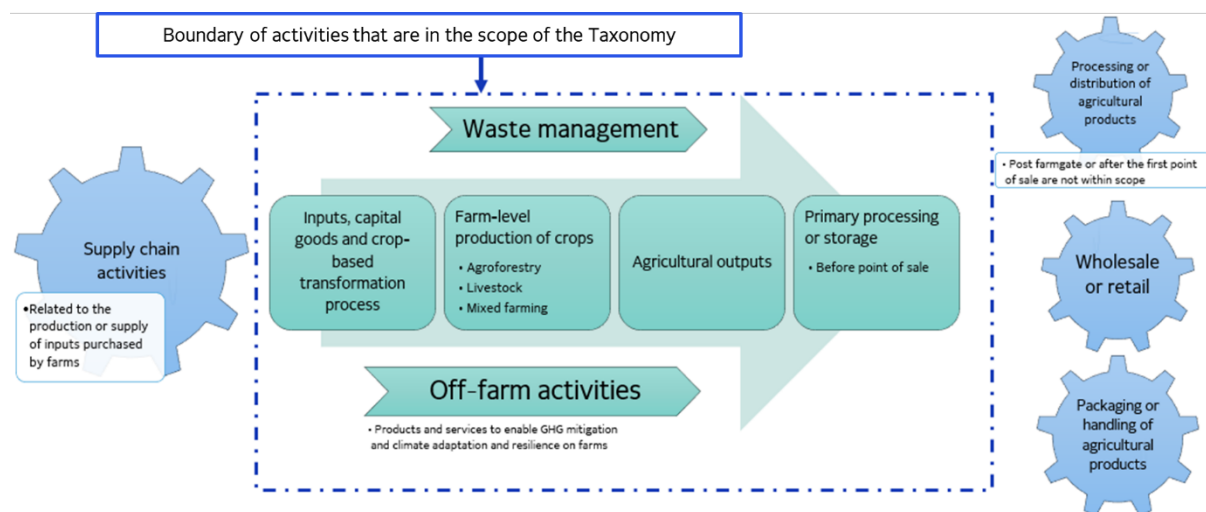 Boundary of activities that are in the scope of the Taxonomy
Waste management
Supply chain
activities
•Related to the
production or supply
of inputs purchased
by farms
Inputs, capital
goods and crop-
based
transformation
process
Farm-level
production of crops
• Agroforestry
• Livestock
• Mixed farming
Agricultural outputs
Primary processing
or storage
• Before point of sale
Off-farm activities
• Products and services to enable GHG mitigation
and climate adaptation and resilience on farms
Processing or
distribution of
agricultural
products
• Post farmgate or after the first point
of sale are not within scope
Wholesale
or retail
Packaging or
handling of
agricultural
products